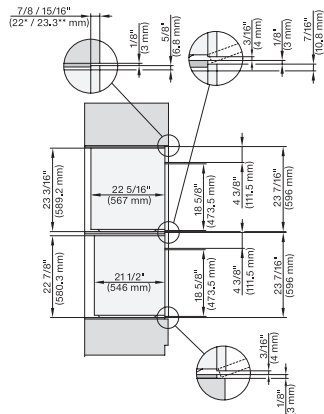 7/8 / 15/16"
(22* / 23.3** mm)
1/8"
(3 mm)
5/8"
(6.8 mm)
3/16"
(4 mm)
1/8"
(3 mm)
7/16"
(10.8 mm)
23 3/16"
(589.2 mm)
22 5/16"
(567 mm)
18 5/8"
(473.5 mm)
4 3/8"
(111.5 mm)
23 7/16"
(596 mm)
22 7/8"
(580.3 mm)
21 1/2"
(546 mm)
18 5/8"
(473.5 mm)
4 3/8"
(111.5 mm)
23 7/16"
(596 mm)
3/16"
(4 mm)
1/8"
3 mm)